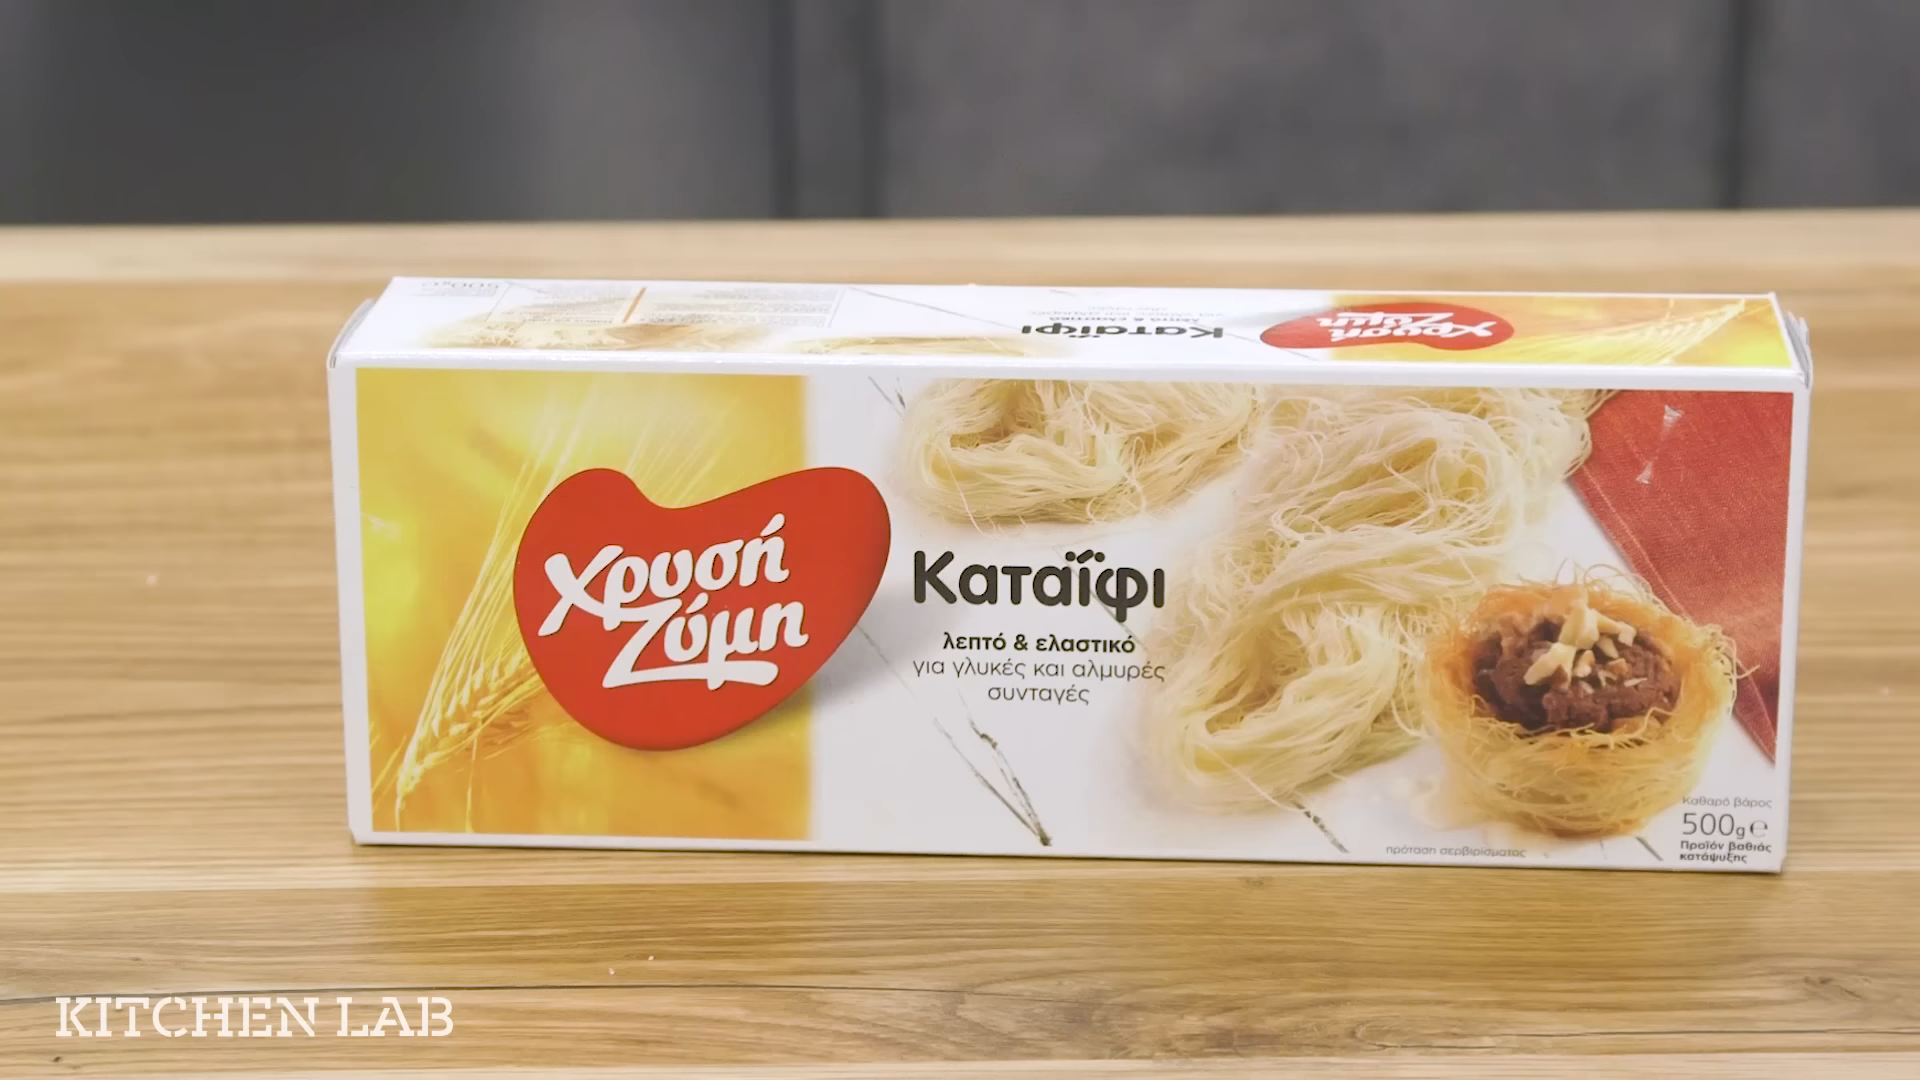 Καταΐφι
Χρυσή
Ζύμη
Χρυσή
Ζύμη
Καταΐφι
λεπτό & ελαστικό
για γλυκές και αλμυρές
συνταγές
Καθαρό βάρος
500g e
Προϊόν βαθιάς
κατάψυξης
πρόταση σερβιρίσματος
KITCHEN LAB